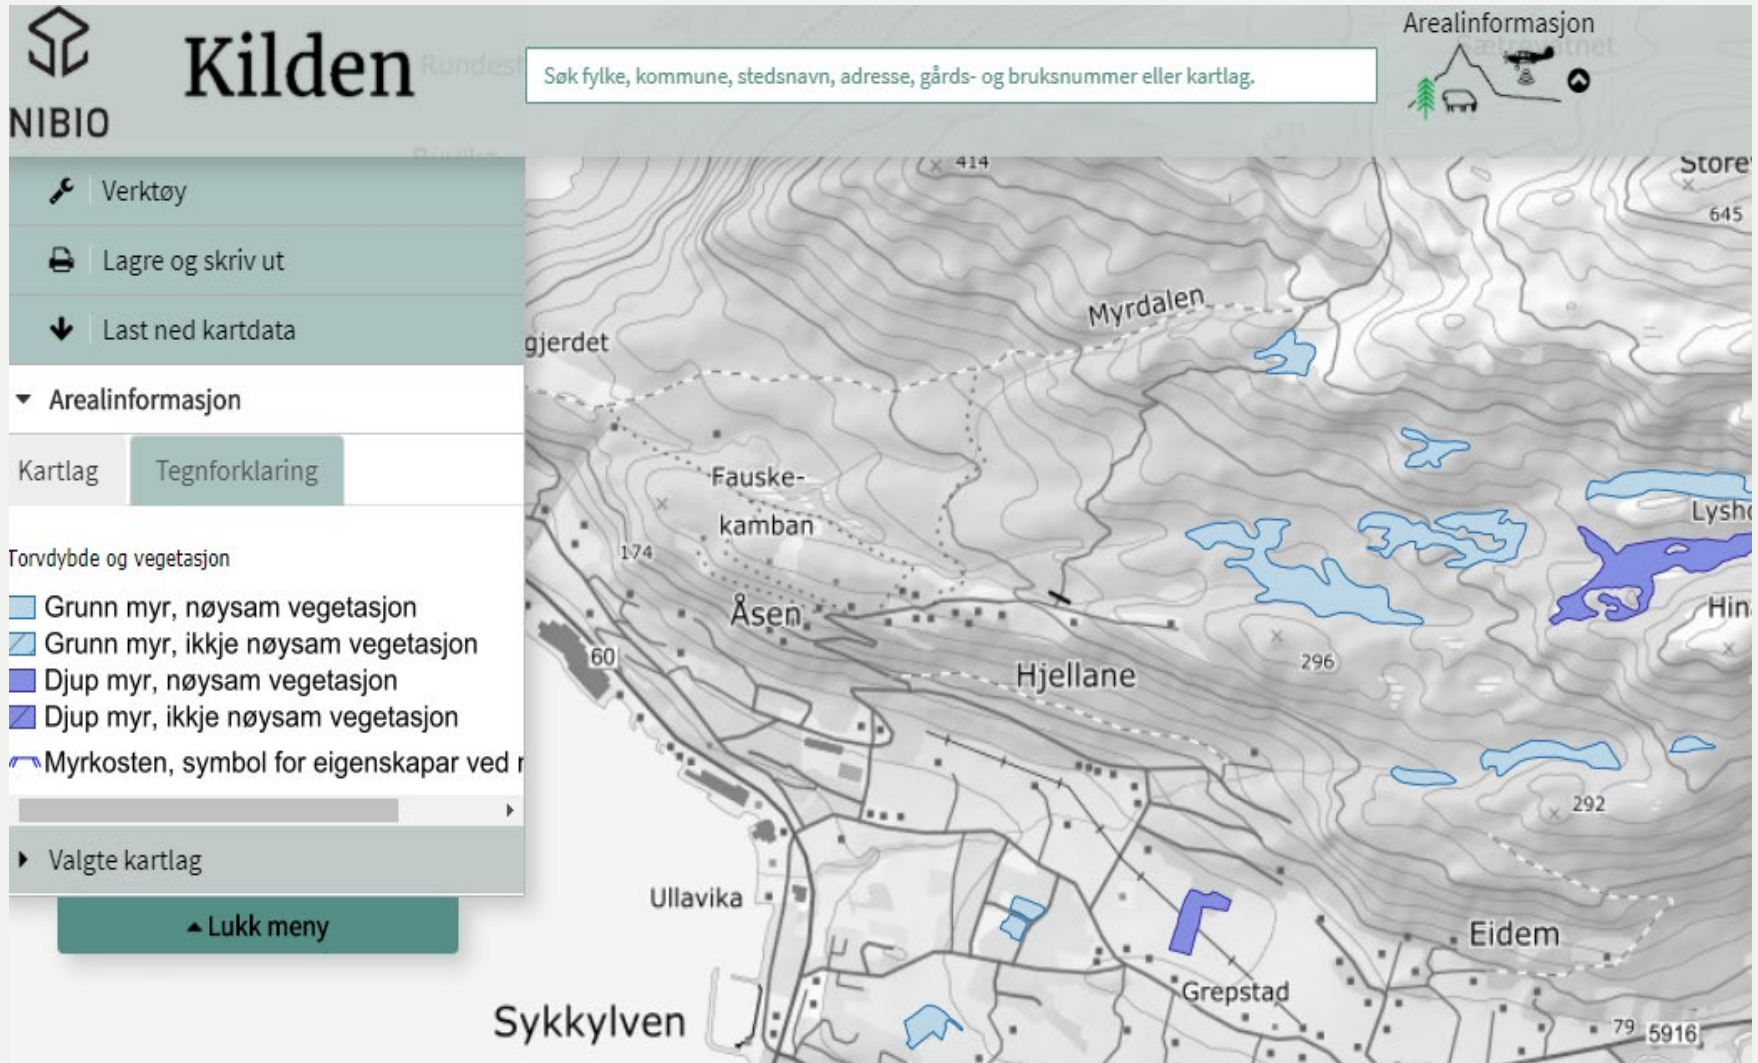 NIBIO
Kilden
Søk fylke, kommune, stedsnavn, adresse, gårds- og bruksnummer eller kartlag.
Arealinformasjon
Sætrevatnet
Verktøy
Lagre og skriv ut
Last ned kartdata
Arealinformasjon
Kartlag
Tegnforklaring
Torvdybde og vegetasjon
Grunn myr, nøysam vegetasjon
Grunn myr, ikkje nøysam vegetasjon
Djup myr, nøysam vegetasjon
Djup myr, ikkje nøysam vegetasjon
Myrkosten, symbol for eigenskapar ved
Valgte kartlag
Lukk meny
414
645
Myrdalen
gjerdet
Fauske-
kamban
174
Åsen
60
Hjellane
296
292
Ullavika
Eidem
Grepstad
Sykkylven
79
5916